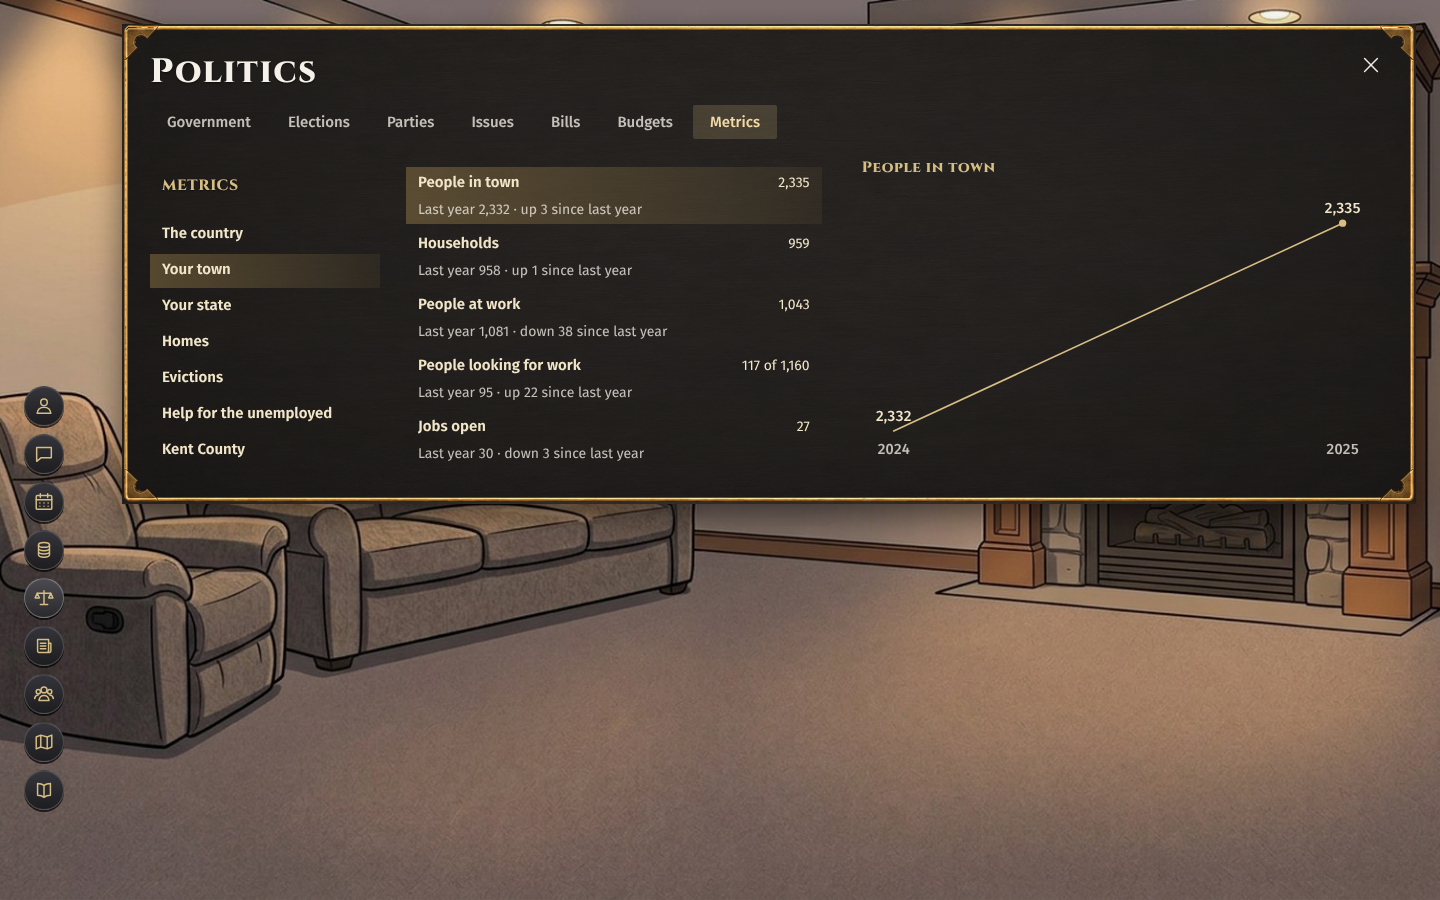 Politics
Government
Elections
Parties
Issues
Bills
Budgets
Metrics
Metrics
The country
Your town
Your state
Homes
Evictions
Help for the unemployed
Kent County
People in town 2,335
Last year 2,332 · up 3 since last year
Households 959
Last year 958 · up 1 since last year
People at work 1,043
Last year 1,081 · down 38 since last year
People looking for work 117 of 1,160
Last year 95 · up 22 since last year
Jobs open 27
Last year 30 · down 3 since last year
People in town
2,335
2,332
2024
2025